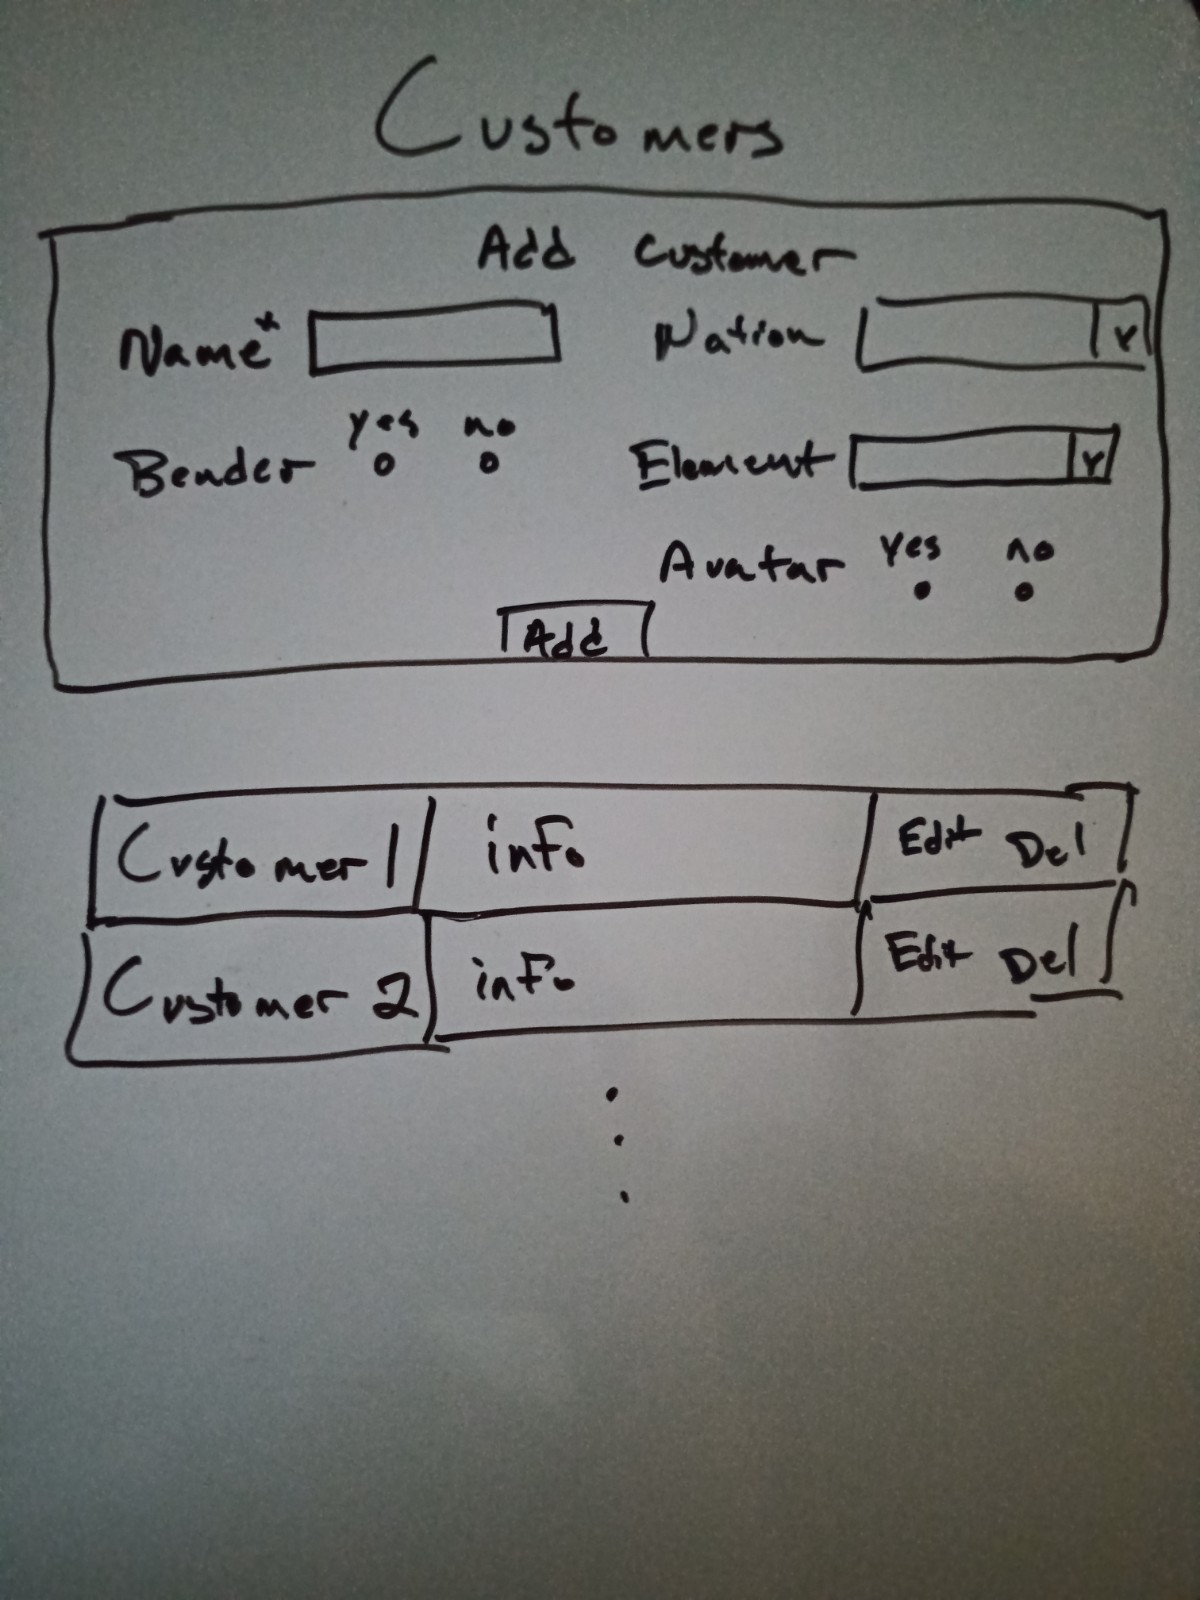 Customers
Add Customer
Name* Nation v
yes no
Bender Element v
Avatar yes no
Add
Customer 1 info Edit Del
Customer 2 info Edit Del